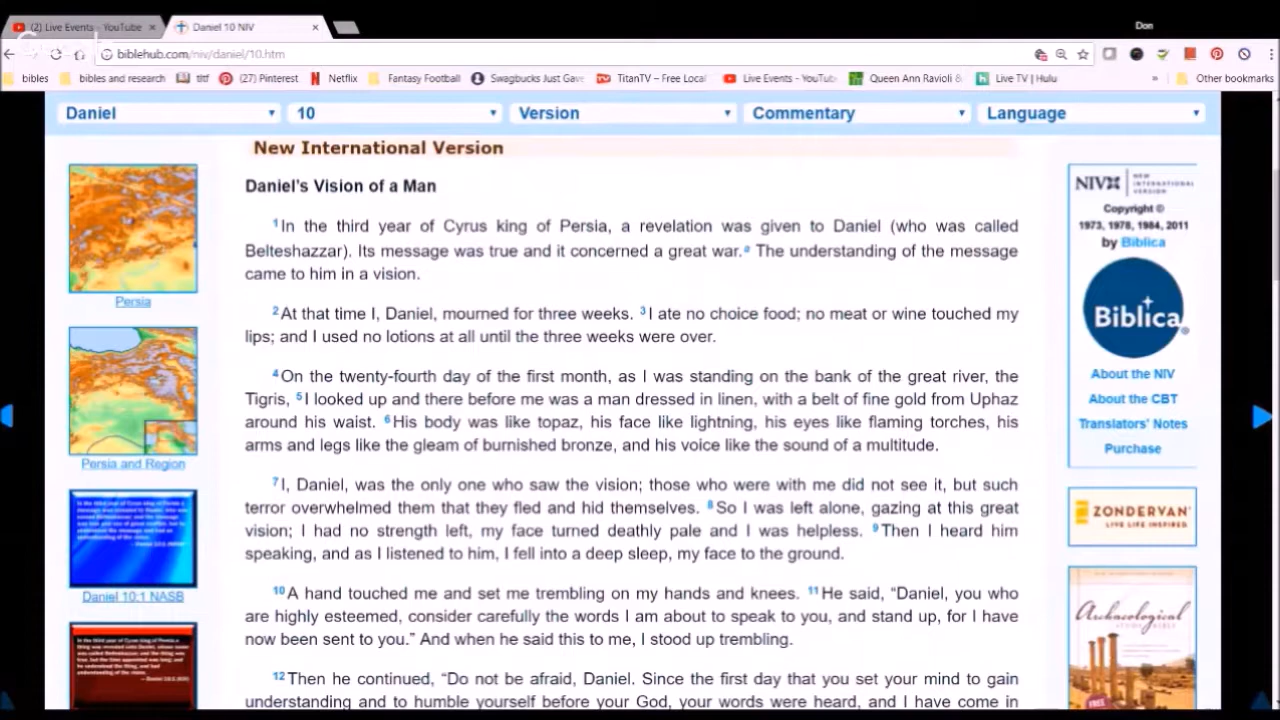 Don
(2) Live Events - YouTube ×
Daniel 10 NIV ×
biblehub.com/niv/daniel/10.htm
bibles
bibles and research
titf
(27) Pinterest
Netflix
Fantasy Football
Swagbucks Just Gave
TitanTV – Free Local
Live Events - YouTub
Queen Ann Ravioli &
Live TV | Hulu
»
Other bookmarks
Daniel
10
Version
Commentary
Language
New International Version
Daniel’s Vision of a Man
1In the third year of Cyrus king of Persia, a revelation was given to Daniel (who was called
Belteshazzar). Its message was true and it concerned a great war.a The understanding of the message
came to him in a vision.
2At that time I, Daniel, mourned for three weeks. 3I ate no choice food; no meat or wine touched my
lips; and I used no lotions at all until the three weeks were over.
4On the twenty-fourth day of the first month, as I was standing on the bank of the great river, the
Tigris, 5I looked up and there before me was a man dressed in linen, with a belt of fine gold from Uphaz
around his waist. 6His body was like topaz, his face like lightning, his eyes like flaming torches, his
arms and legs like the gleam of burnished bronze, and his voice like the sound of a multitude.
7I, Daniel, was the only one who saw the vision; those who were with me did not see it, but such
terror overwhelmed them that they fled and hid themselves. 8So I was left alone, gazing at this great
vision; I had no strength left, my face turned deathly pale and I was helpless. 9Then I heard him
speaking, and as I listened to him, I fell into a deep sleep, my face to the ground.
10A hand touched me and set me trembling on my hands and knees. 11He said, “Daniel, you who
are highly esteemed, consider carefully the words I am about to speak to you, and stand up, for I have
now been sent to you.” And when he said this to me, I stood up trembling.
12Then he continued, “Do not be afraid, Daniel. Since the first day that you set your mind to gain
understanding and to humble yourself before your God, your words were heard, and I have come in
Persia
Persia and Region
Daniel 10:1 NASB
NIV
NEW
INTERNATIONAL
VERSION
Copyright ©
1973, 1978, 1984, 2011
by Biblica
Biblica®
About the NIV
About the CBT
Translators' Notes
Purchase
ZONDERVAN
LIVE LIFE INSPIRED
Archaeological
STUDY BIBLE
FREE